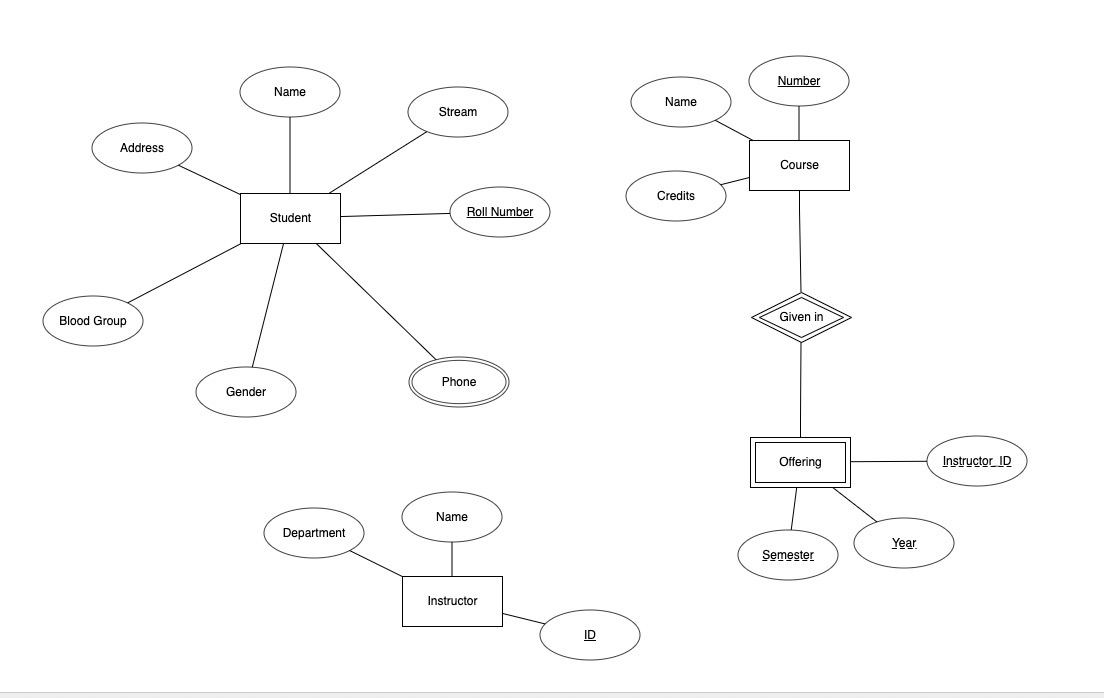 Name
Stream
Address
Student
Roll Number
Blood Group
Gender
Phone
Number
Name
Course
Credits
Given in
Offering
Instructor_ID
Semester
Year
Name
Department
Instructor
ID